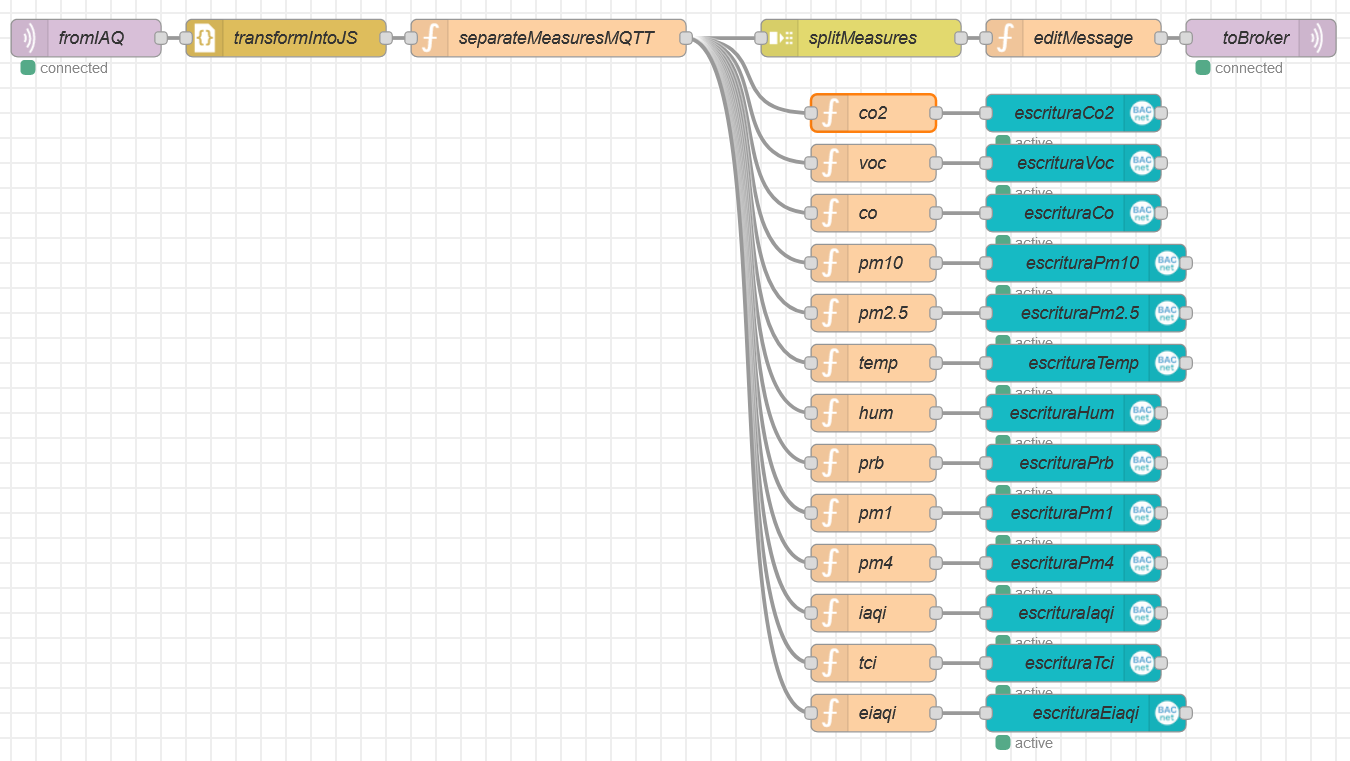 fromIAQ transformIntoJS separateMeasuresMQTT splitMeasures editMessage toBroker
connected connected
co2 escrituraCo2 BAC net
active
voc escrituraVoc BAC net
active
co escrituraCo BAC net
active
pm10 escrituraPm10 BAC net
active
pm2.5 escrituraPm2.5 BAC net
active
temp escrituraTemp BAC net
active
hum escrituraHum BAC net
active
prb escrituraPrb BAC net
active
pm1 escrituraPm1 BAC net
active
pm4 escrituraPm4 BAC net
active
iaqi escrituraIaqi BAC net
active
tci escrituraTci BAC net
active
eiaqi escrituraEiaqi BAC net
active